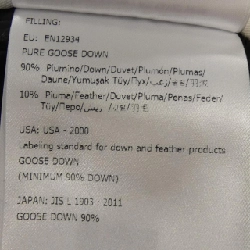 FILLING:
EU: EN12934
PURE GOOSE DOWN
90% Piumino/Down/Duvet/Plumón/Plumas/
Daune/Yumusak Tüy/Пух/
10% Piuma/Feather/Duvet/Pluma/Penas/Feder/
Tüy/Перо/
USA: USA - 2000
Labeling standard for down and feather products
GOOSE DOWN
(MINIMUM 90% DOWN)
JAPAN: JIS L 1903 - 2011
GOOSE DOWN 90%